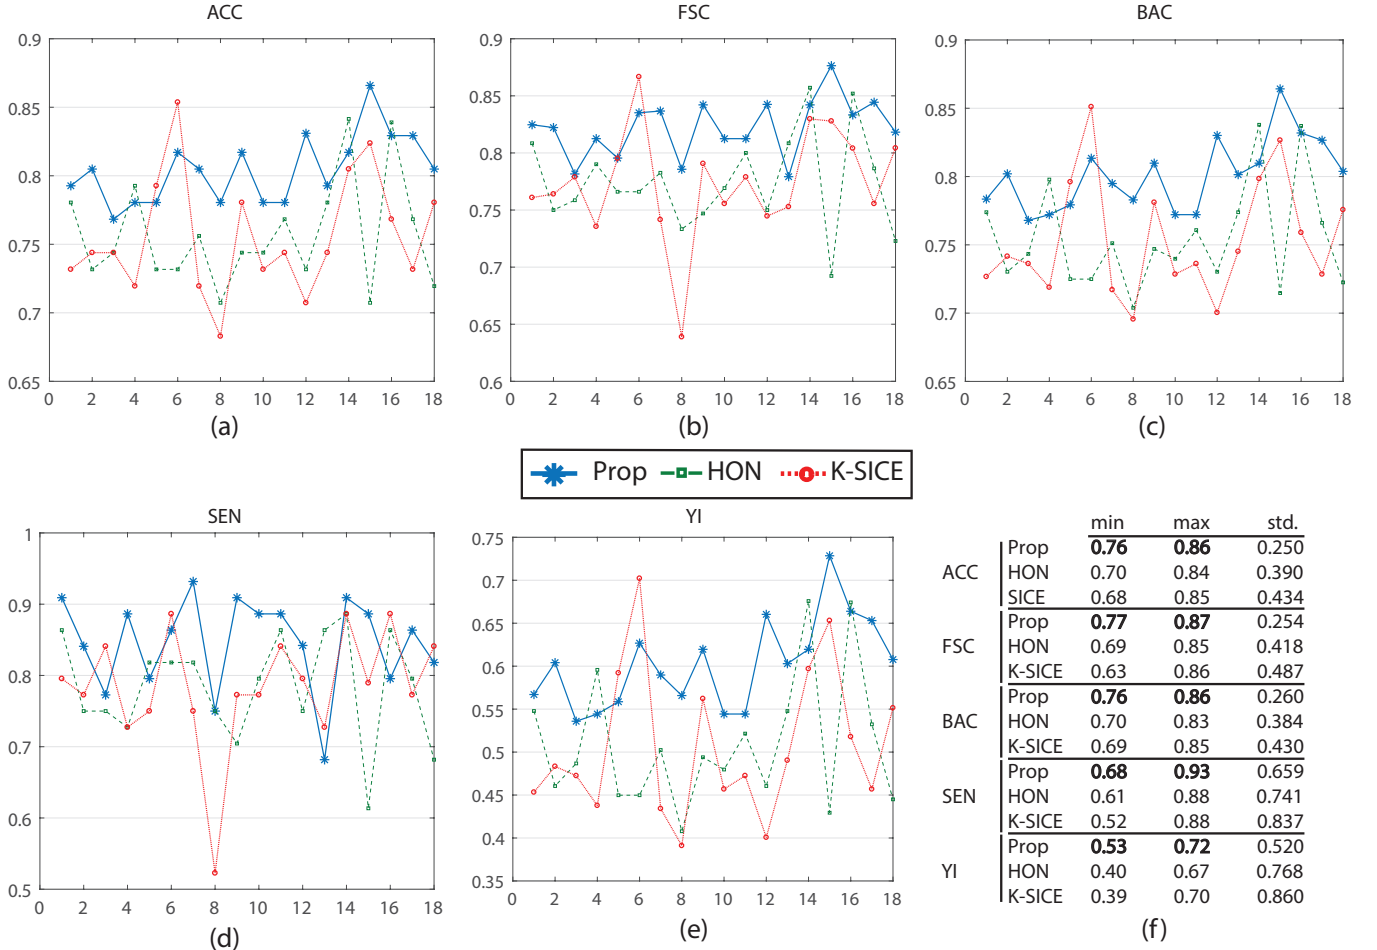 ACC
0.9
0.85
0.8
0.75
0.7
0.65
0 2 4 6 8 10 12 14 16 18
(a)
FSC
0.9
0.85
0.8
0.75
0.7
0.65
0.6
0 2 4 6 8 10 12 14 16 18
(b)
BAC
0.9
0.85
0.8
0.75
0.7
0.65
0 2 4 6 8 10 12 14 16 18
(c)
Prop HON K-SICE
SEN
1
0.9
0.8
0.7
0.6
0.5
0 2 4 6 8 10 12 14 16 18
(d)
YI
0.75
0.7
0.65
0.6
0.55
0.5
0.45
0.4
0.35
0 2 4 6 8 10 12 14 16 18
(e)
min max std.
ACC
Prop 0.76 0.86 0.250
HON 0.70 0.84 0.390
SICE 0.68 0.85 0.434
FSC
Prop 0.77 0.87 0.254
HON 0.69 0.85 0.418
K-SICE 0.63 0.86 0.487
BAC
Prop 0.76 0.86 0.260
HON 0.70 0.83 0.384
K-SICE 0.69 0.85 0.430
SEN
Prop 0.68 0.93 0.659
HON 0.61 0.88 0.741
K-SICE 0.52 0.88 0.837
YI
Prop 0.53 0.72 0.520
HON 0.40 0.67 0.768
K-SICE 0.39 0.70 0.860
(f)